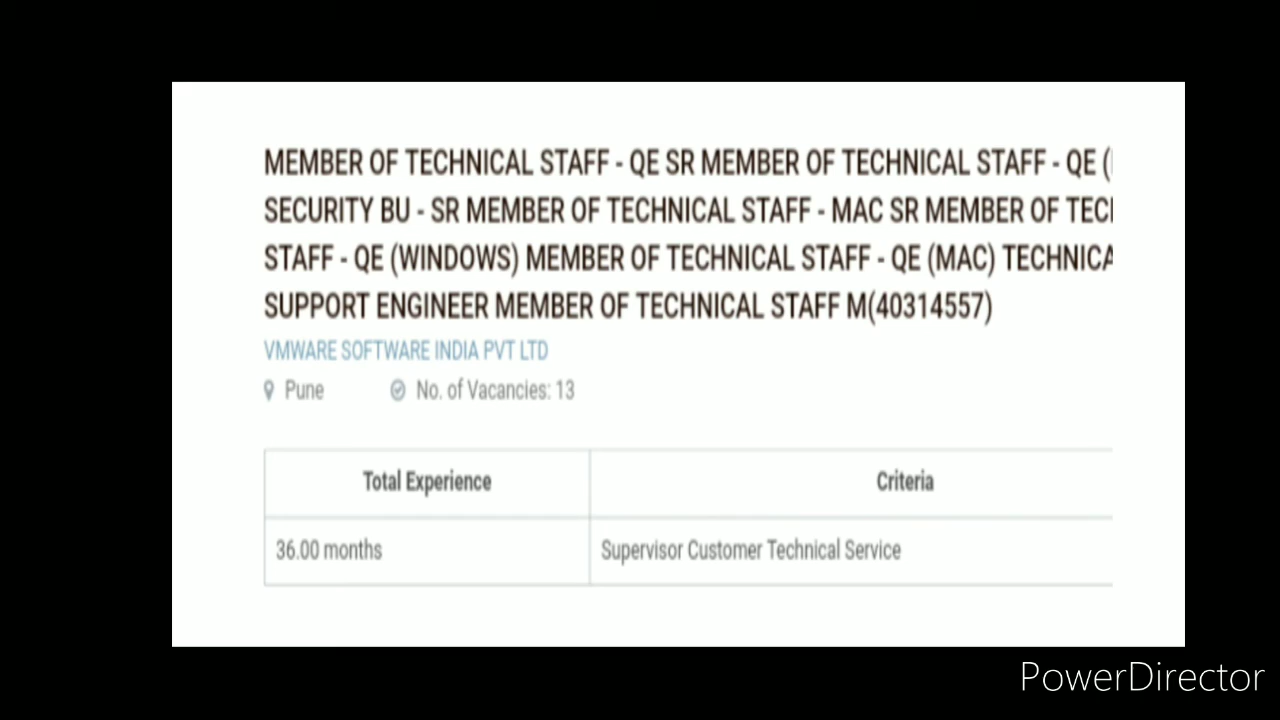 MEMBER OF TECHNICAL STAFF - QE SR MEMBER OF TECHNICAL STAFF - QE (
SECURITY BU - SR MEMBER OF TECHNICAL STAFF - MAC SR MEMBER OF
STAFF - QE (WINDOWS) MEMBER OF TECHNICAL STAFF - QE (MAC)
SUPPORT ENGINEER MEMBER OF TECHNICAL STAFF M(40314557)
VMWARE SOFTWARE INDIA PVT LTD
Pune No. of Vacancies: 13
Total Experience Criteria
36.00 months Supervisor Customer Technical Service
PowerDirector